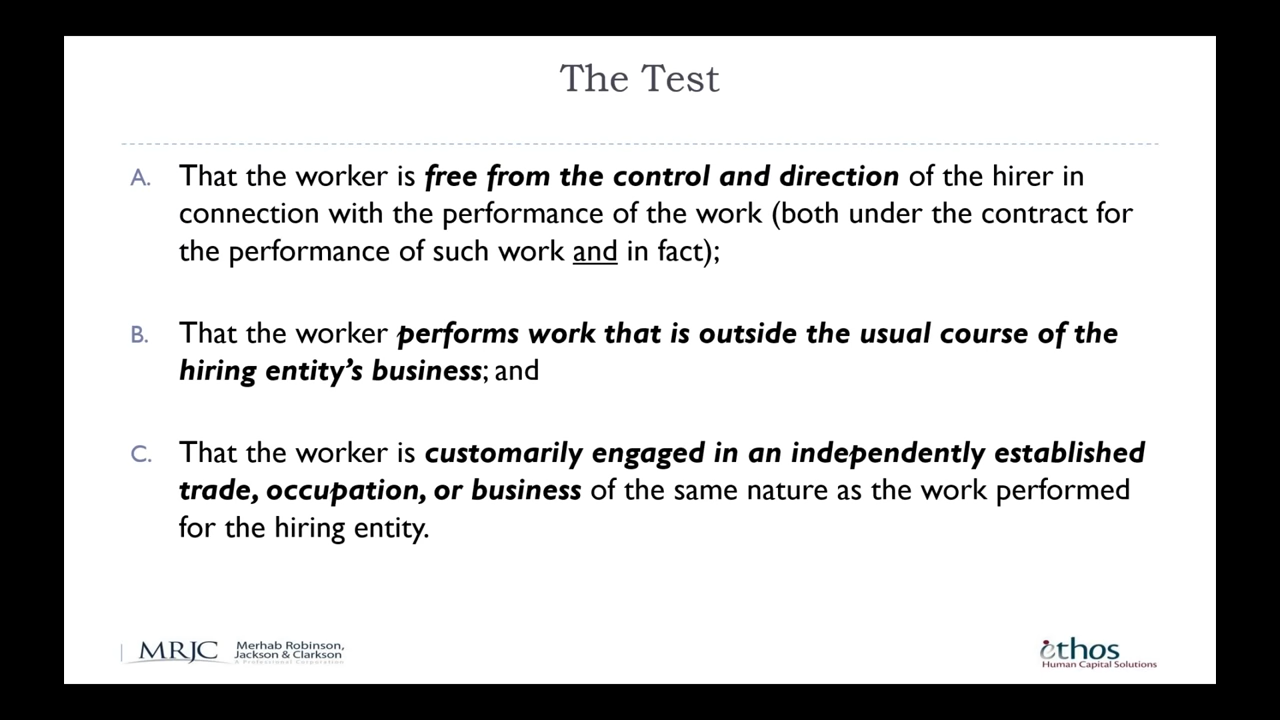 The Test
A. That the worker is free from the control and direction of the hirer in
connection with the performance of the work (both under the contract for
the performance of such work and in fact);
B. That the worker performs work that is outside the usual course of the
hiring entity’s business; and
C. That the worker is customarily engaged in an independently established
trade, occupation, or business of the same nature as the work performed
for the hiring entity.
MRJC Merhab Robinson,
Jackson & Clarkson
A Professional Corporation
ethos
Human Capital Solutions